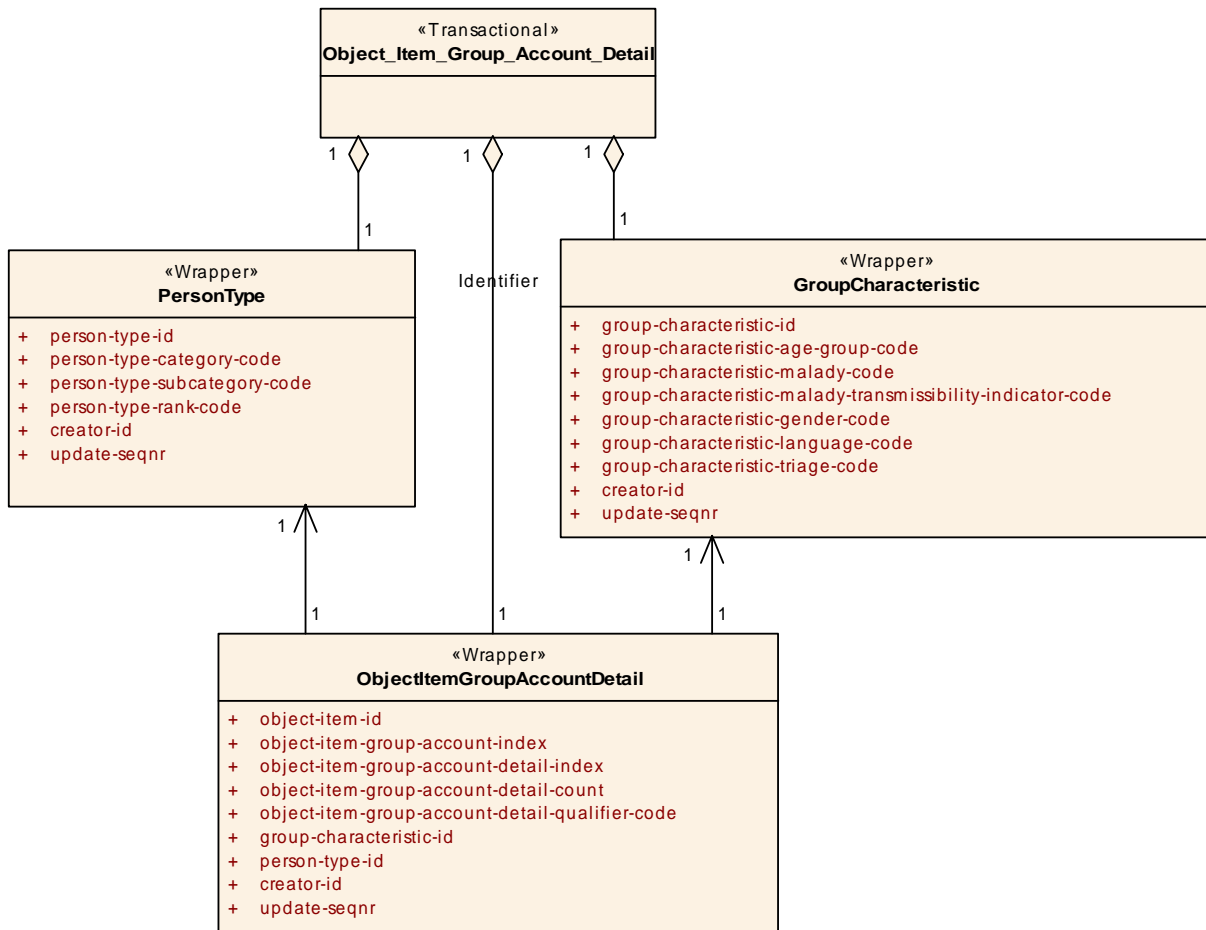 «Transactional»
Object_Item_Group_Account_Detail
1
1
1
1
1
«Wrapper»
PersonType
+ person-type-id
+ person-type-category-code
+ person-type-subcategory-code
+ person-type-rank-code
+ creator-id
+ update-seqnr
Identifier
«Wrapper»
GroupCharacteristic
+ group-characteristic-id
+ group-characteristic-age-group-code
+ group-characteristic-malady-code
+ group-characteristic-malady-transmissibility-indicator-code
+ group-characteristic-gender-code
+ group-characteristic-language-code
+ group-characteristic-triage-code
+ creator-id
+ update-seqnr
1
1
1
1
1
«Wrapper»
ObjectItemGroupAccountDetail
+ object-item-id
+ object-item-group-account-index
+ object-item-group-account-detail-index
+ object-item-group-account-detail-count
+ object-item-group-account-detail-qualifier-code
+ group-characteristic-id
+ person-type-id
+ creator-id
+ update-seqnr